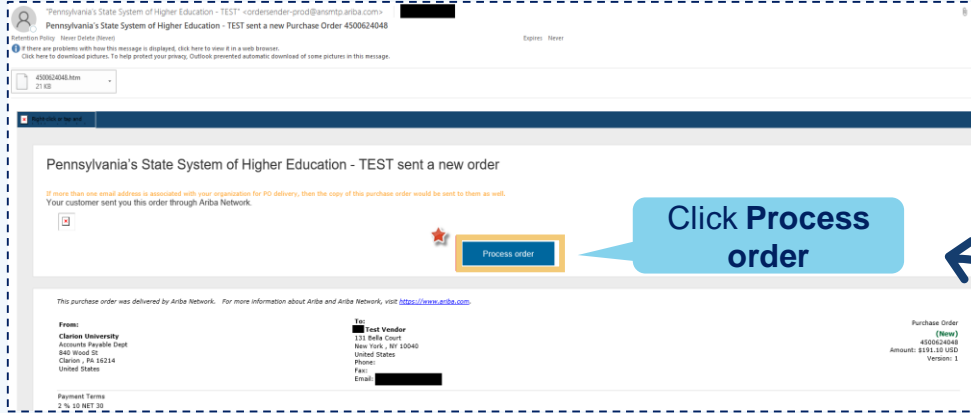 "Pennsylvania's State System of Higher Education - TEST" <ordersender-prod@ansmtp.ariba.com>
Pennsylvania's State System of Higher Education - TEST sent a new Purchase Order 4500624048
Retention Policy Never Delete (Never)
Expires Never
If there are problems with how this message is displayed, click here to view it in a web browser.
Click here to download pictures. To help protect your privacy, Outlook prevented automatic download of some pictures in this message.
4500624048.htm
21 KB
Right-click or tap and
Pennsylvania's State System of Higher Education - TEST sent a new order
If more than one email address is associated with your organization for PO delivery, then the copy of this purchase order would be sent to them as well.
Your customer sent you this order through Ariba Network.
Process order
Click Process
order
This purchase order was delivered by Ariba Network. For more information about Ariba and Ariba Network, visit https://www.ariba.com.
From:
Clarion University
Accounts Payable Dept
840 Wood St
Clarion , PA 16214
United States
To:
Test Vendor
131 Bella Court
New York , NY 10040
United States
Phone:
Fax:
Email:
Purchase Order
(New)
4500624048
Amount: $191.10 USD
Version: 1
Payment Terms
2 % 10 NET 30